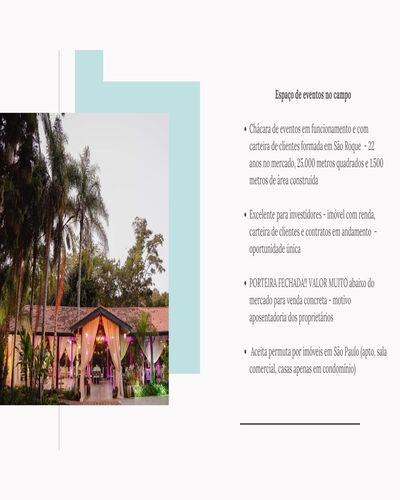 Espaço de eventos no campo
• Chácara de eventos em funcionamento e com
carteira de clientes formada em São Roque - 22
anos no mercado, 25.000 metros quadrados e 1.500
metros de área construída
• Excelente para investidores - imóvel com renda,
carteira de clientes e contratos em andamento -
oportunidade única
• PORTEIRA FECHADA!! VALOR MUITO abaixo do
mercado para venda concreta - motivo
aposentadoria dos proprietários
• Aceita permuta por imóveis em São Paulo (apto, sala
comercial, casas apenas em condomínio)